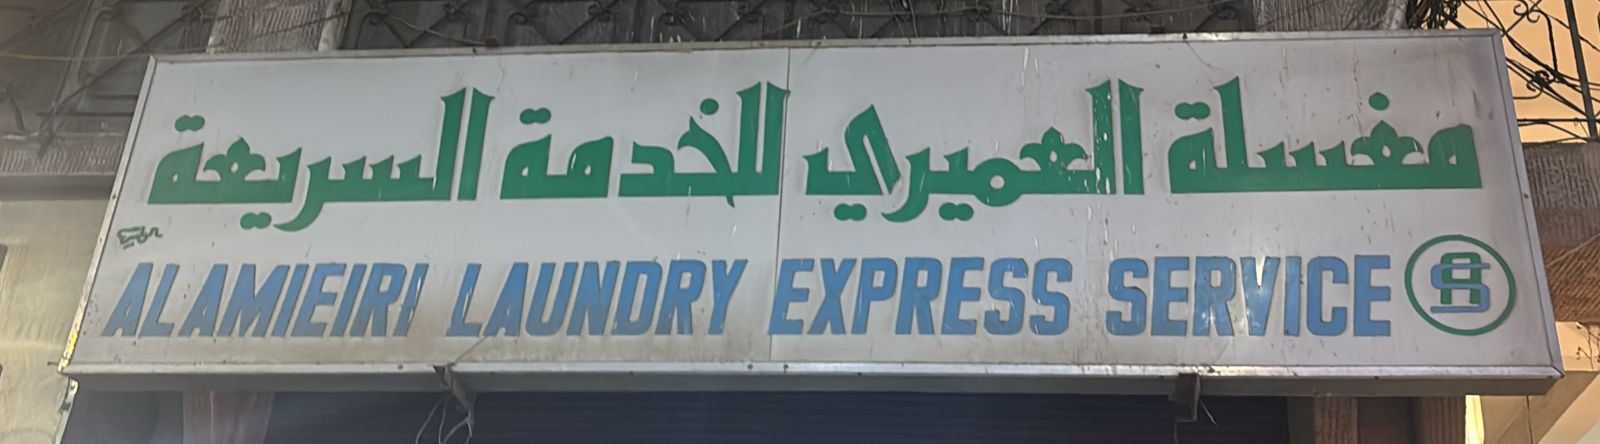 مغسلة العميري للخدمة السريعة
ALAMIEIRI LAUNDRY EXPRESS SERVICE